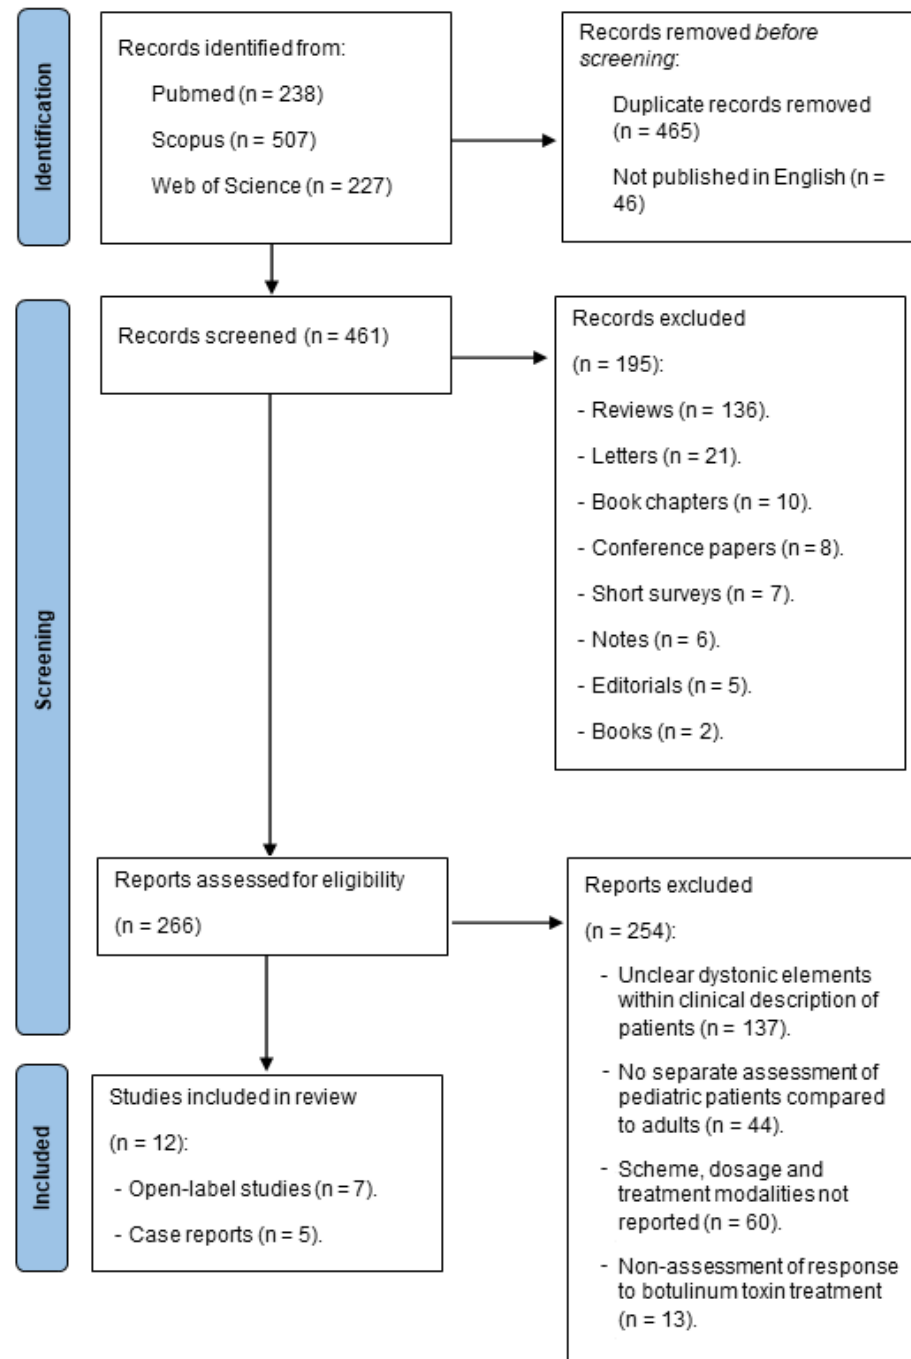 Identification
Records identified from:
Pubmed (n = 238)
Scopus (n = 507)
Web of Science (n = 227)
Records removed before
screening:
Duplicate records removed
(n = 465)
Not published in English (n =
46)
Screening
Records screened (n = 461)
Records excluded
(n = 195):
- Reviews (n = 136).
- Letters (n = 21).
- Book chapters (n = 10).
- Conference papers (n = 8).
- Short surveys (n = 7).
- Notes (n = 6).
- Editorials (n = 5).
- Books (n = 2).
Reports assessed for eligibility
(n = 266)
Reports excluded
(n = 254):
- Unclear dystonic elements
within clinical description of
patients (n = 137).
- No separate assessment of
pediatric patients compared
to adults (n = 44).
- Scheme, dosage and
treatment modalities not
reported (n = 60).
- Non-assessment of response
to botulinum toxin treatment
(n = 13).
Included
Studies included in review
(n = 12):
- Open-label studies (n = 7).
- Case reports (n = 5).